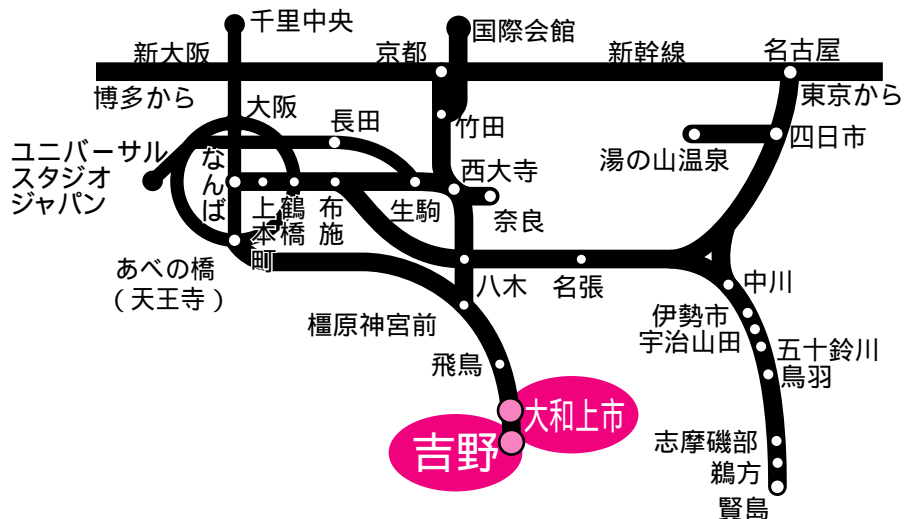 千里中央
国際会館
新大阪
京都
新幹線
名古屋
博多から
東京から
大阪
長田
竹田
四日市
湯の山温泉
ユニバーサル
スタジオ
ジャパン
なんば
上本町
鶴橋
布施
生駒
西大寺
奈良
あべの橋
（天王寺）
八木
名張
中川
橿原神宮前
伊勢市
宇治山田
五十鈴川
鳥羽
飛鳥
大和上市
吉野
志摩磯部
鵜方
賢島